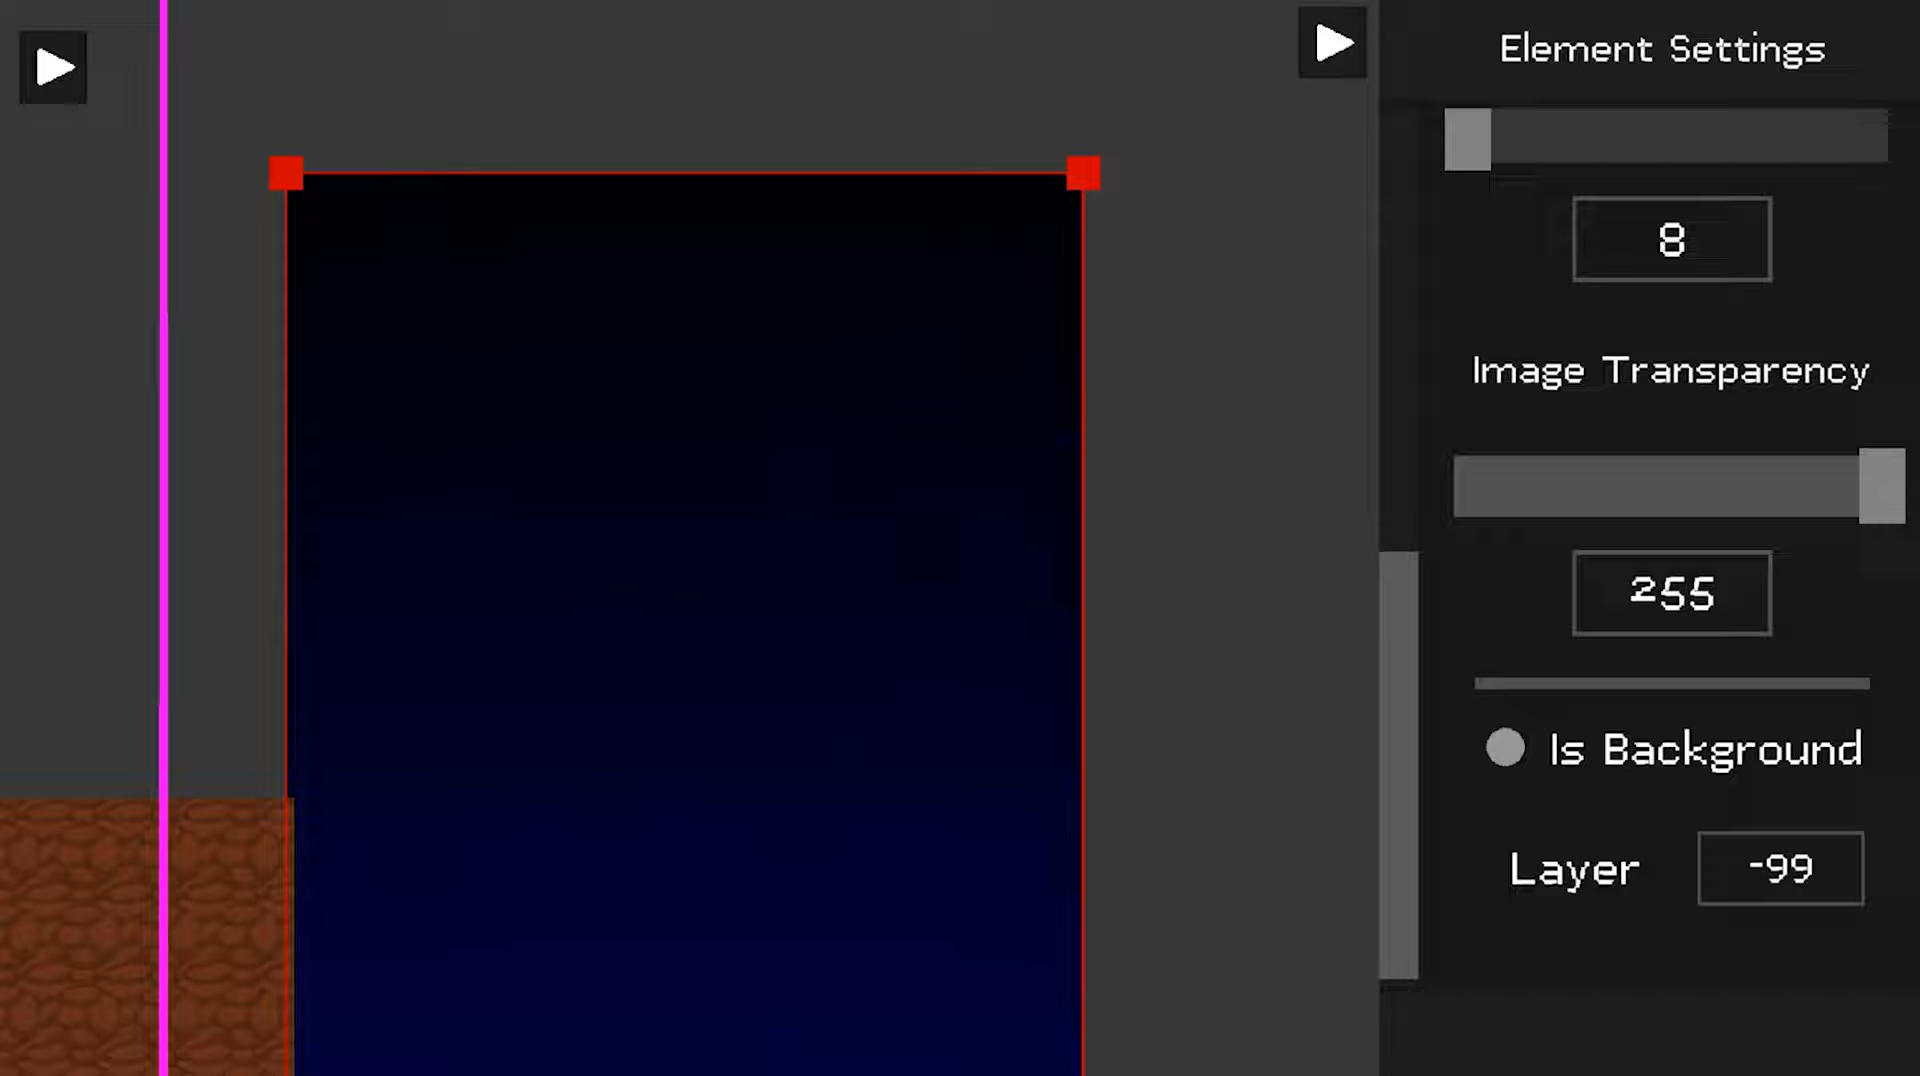 Element Settings
8
Image Transparency
255
Is Background
Layer
-99